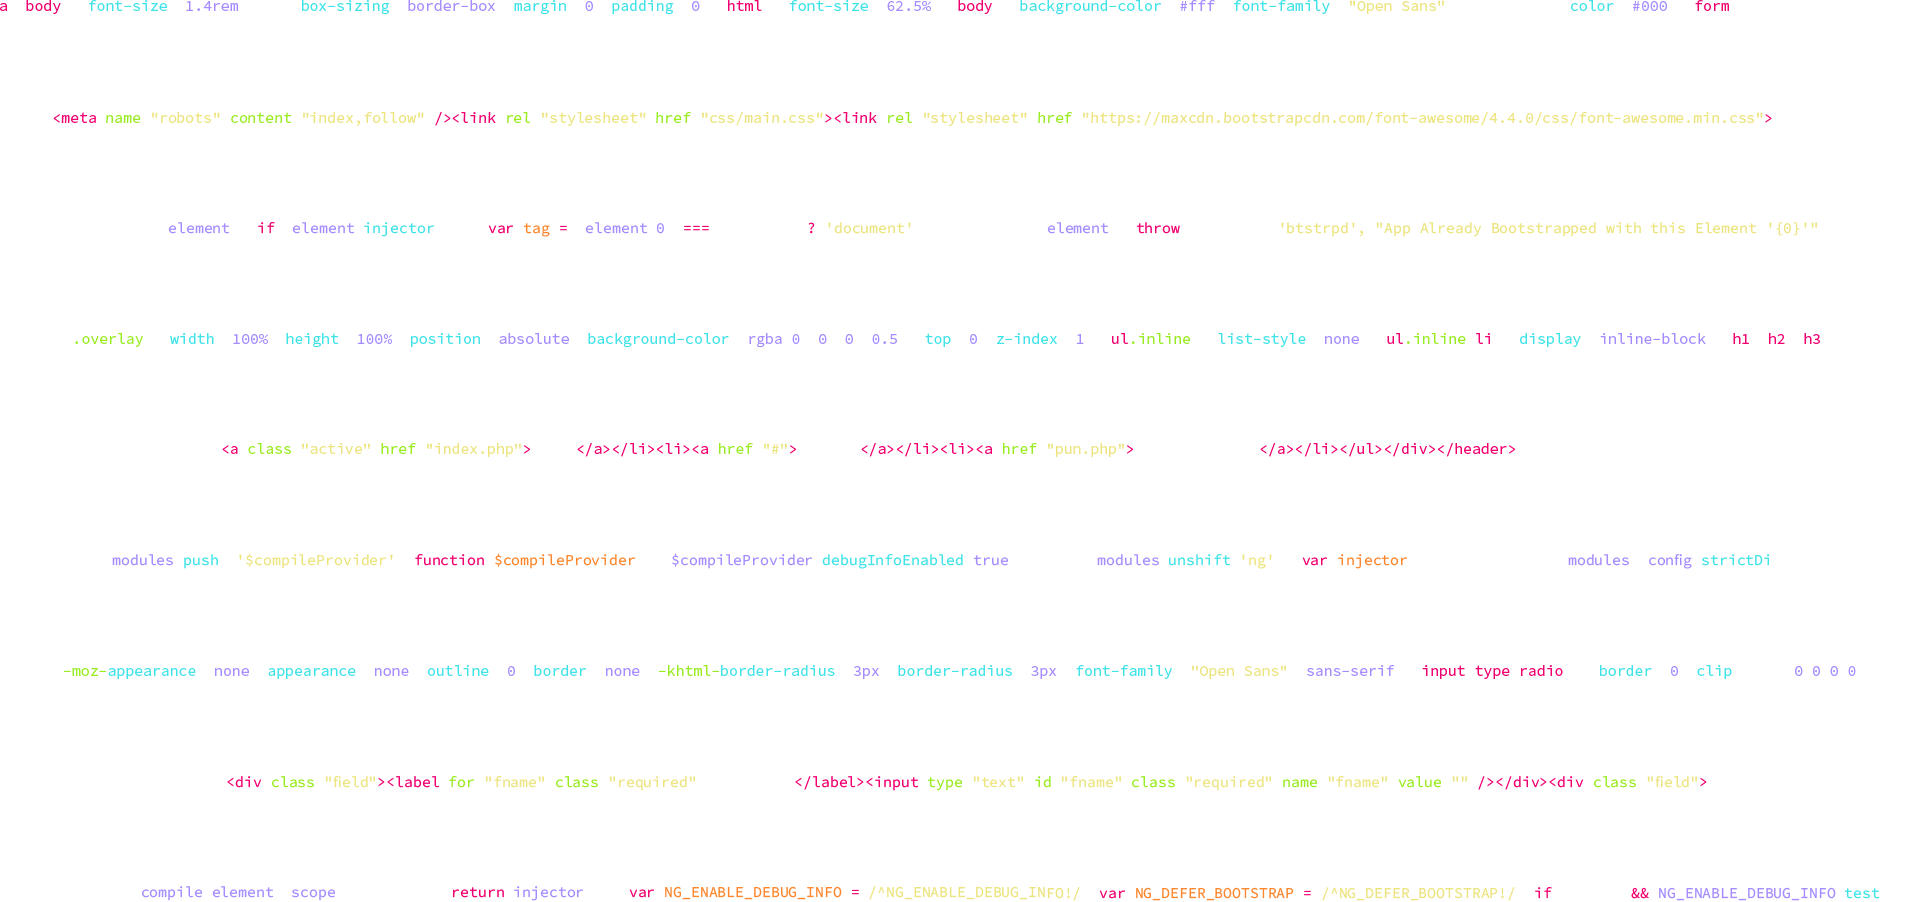 a body font-size 1.4rem box-sizing border-box margin 0 padding 0 html font-size 62.5% body background-color #fff font-family "Open Sans" color #000 form
<meta name "robots" content "index,follow" /><link rel "stylesheet" href "css/main.css"><link rel "stylesheet" href "https://maxcdn.bootstrapcdn.com/font-awesome/4.4.0/css/font-awesome.min.css">
element if element injector var tag = element 0 === ? 'document' element throw 'btstrpd', "App Already Bootstrapped with this Element '{0}'"
.overlay width 100% height 100% position absolute background-color rgba 0 0 0 0.5 top 0 z-index 1 ul.inline list-style none ul.inline li display inline-block h1 h2 h3
<a class "active" href "index.php"> </a></li><li><a href "#"> </a></li><li><a href "pun.php"> </a></li></ul></div></header>
modules push '$compileProvider' function $compileProvider $compileProvider debugInfoEnabled true modules unshift 'ng' var injector modules config strictDi
-moz-appearance none appearance none outline 0 border none -khtml-border-radius 3px border-radius 3px font-family "Open Sans" sans-serif input type radio border 0 clip 0 0 0 0
<div class "field"><label for "fname" class "required" </label><input type "text" id "fname" class "required" name "fname" value "" /></div><div class "field">
compile element scope return injector var NG_ENABLE_DEBUG_INFO = /^NG_ENABLE_DEBUG_INFO!/ var NG_DEFER_BOOTSTRAP = /^NG_DEFER_BOOTSTRAP!/ if && NG_ENABLE_DEBUG_INFO test